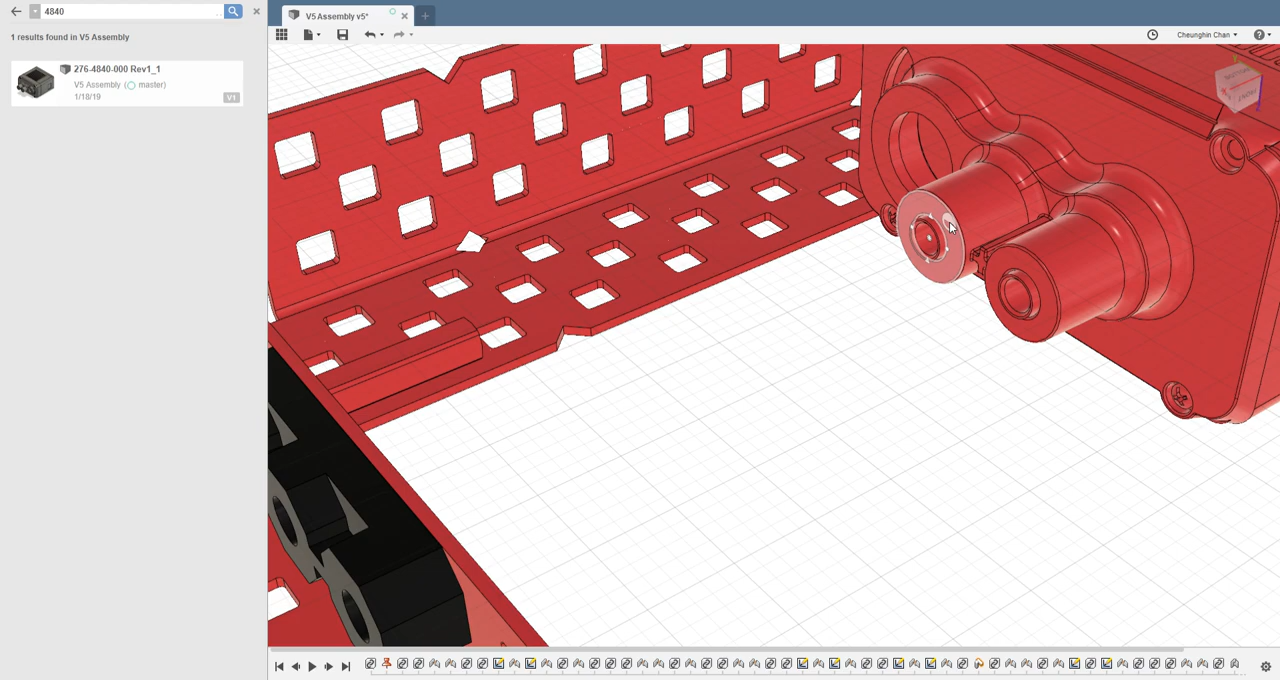 4840
V5 Assembly v5*
1 results found in V5 Assembly
Cheunghin Chan
276-4840-000 Rev1_1
V5 Assembly (master)
1/18/19
V1